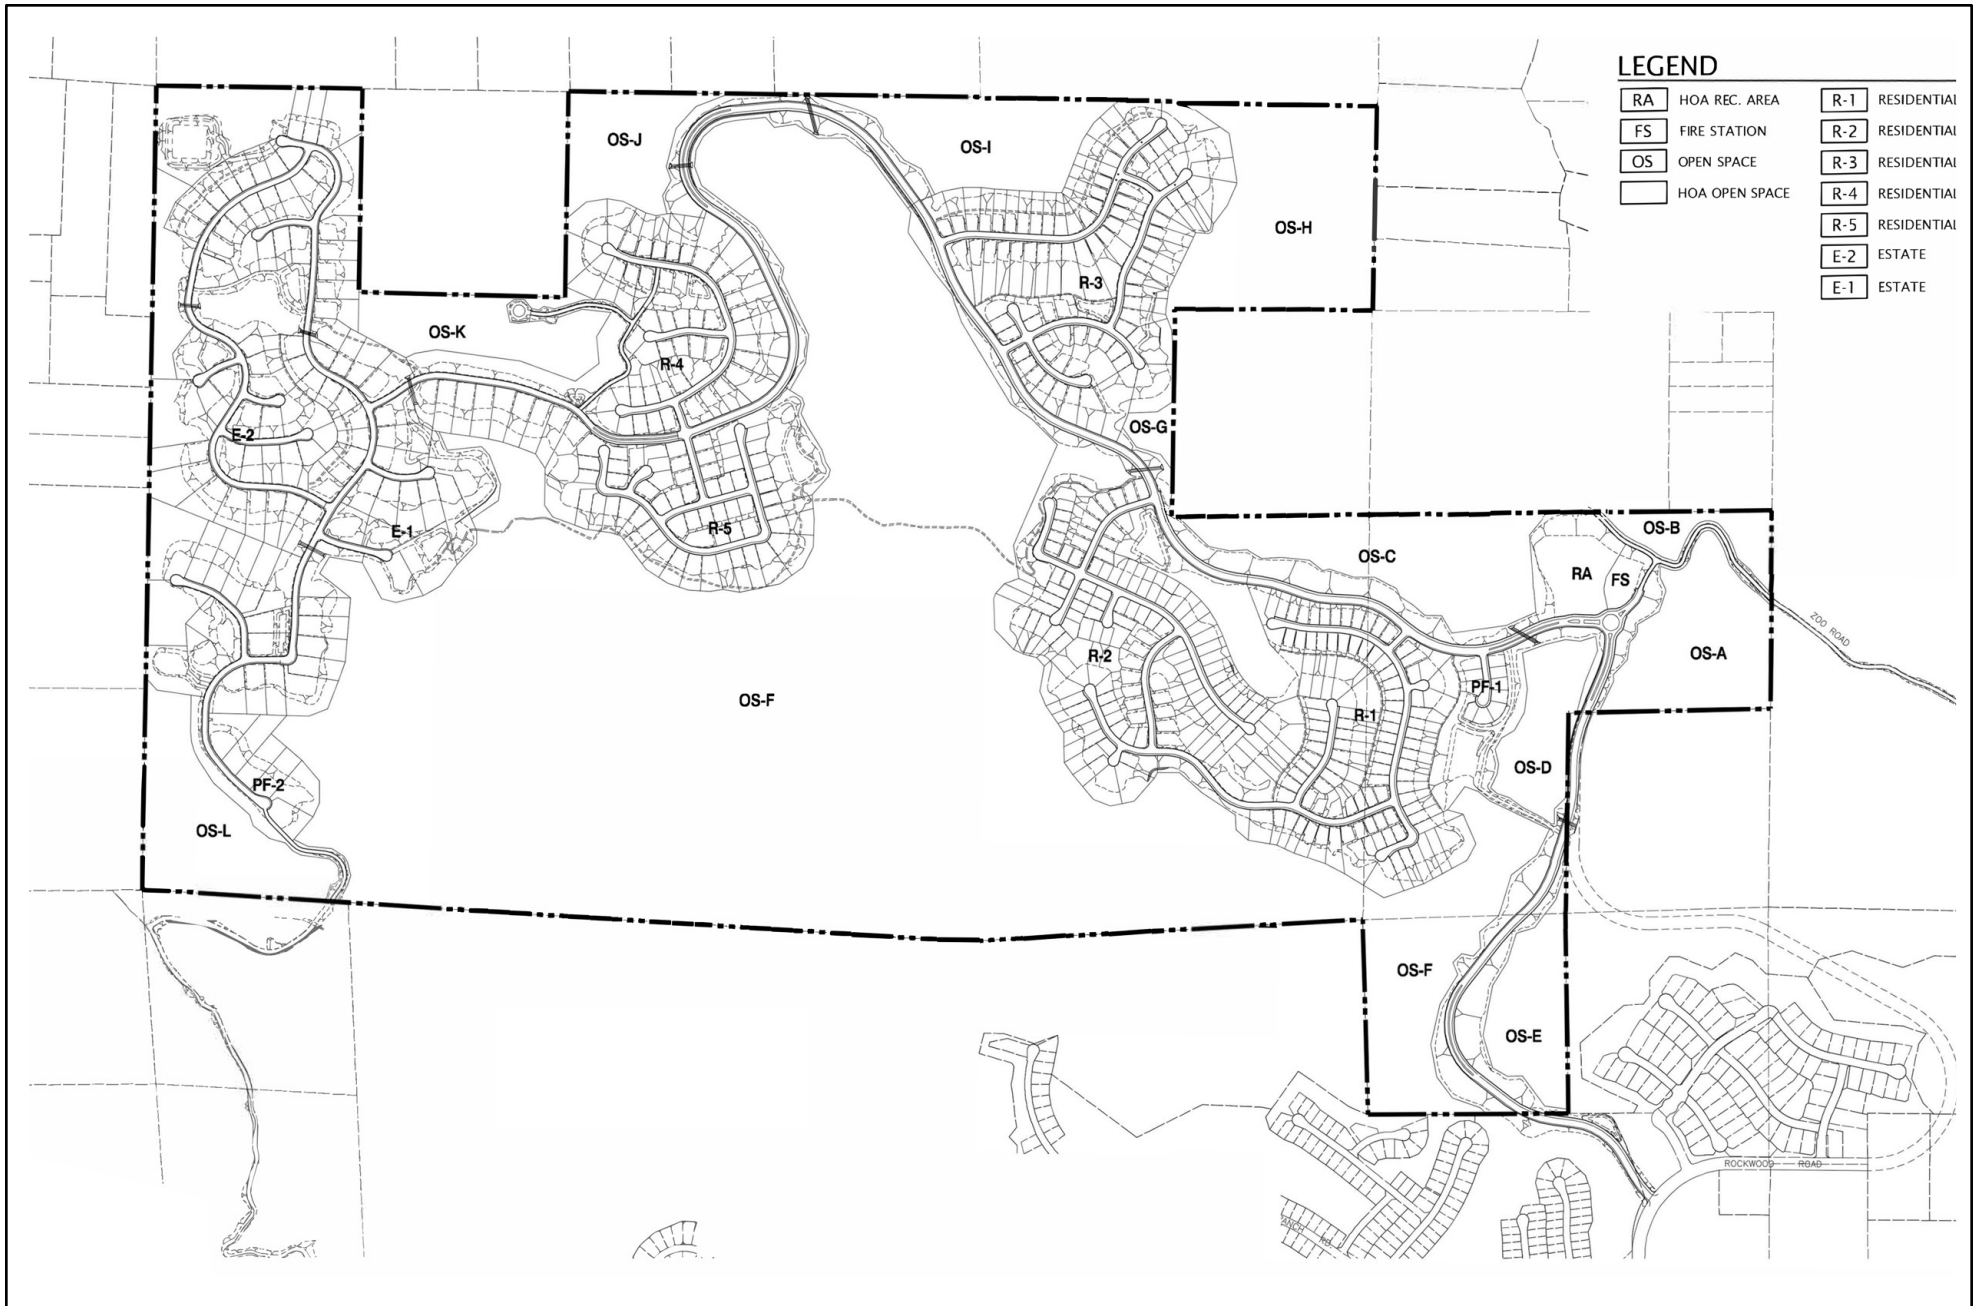 LEGEND
RA HOA REC. AREA R-1 RESIDENTIAL
FS FIRE STATION R-2 RESIDENTIAL
OS OPEN SPACE R-3 RESIDENTIAL
HOA OPEN SPACE R-4 RESIDENTIAL
R-5 RESIDENTIAL
E-2 ESTATE
E-1 ESTATE
OS-J
OS-I
OS-H
R-3
OS-K
R-4
OS-G
E-2
R-5
E-1
OS-B
OS-C
RA
FS
ZOO ROAD
OS-A
R-2
PF-1
OS-F
R-1
OS-D
PF-2
OS-L
OS-F
OS-E
ROCKWOOD ROAD
RD